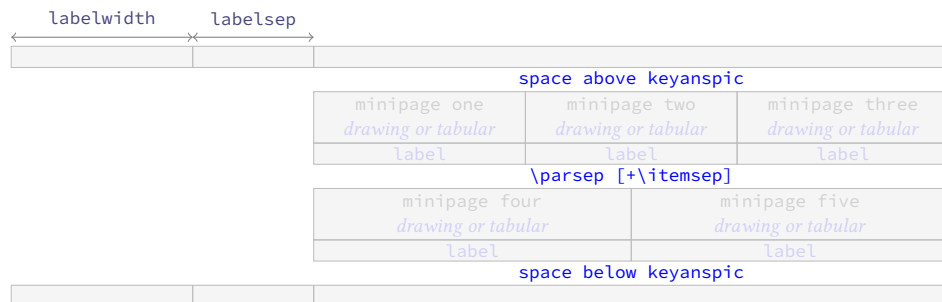 labelwidth labelsep
space above keyanspic
minipage one minipage two minipage three
drawing or tabular drawing or tabular drawing or tabular
label label label
\parsep [+\itemsep]
minipage four minipage five
drawing or tabular drawing or tabular
label label
space below keyanspic